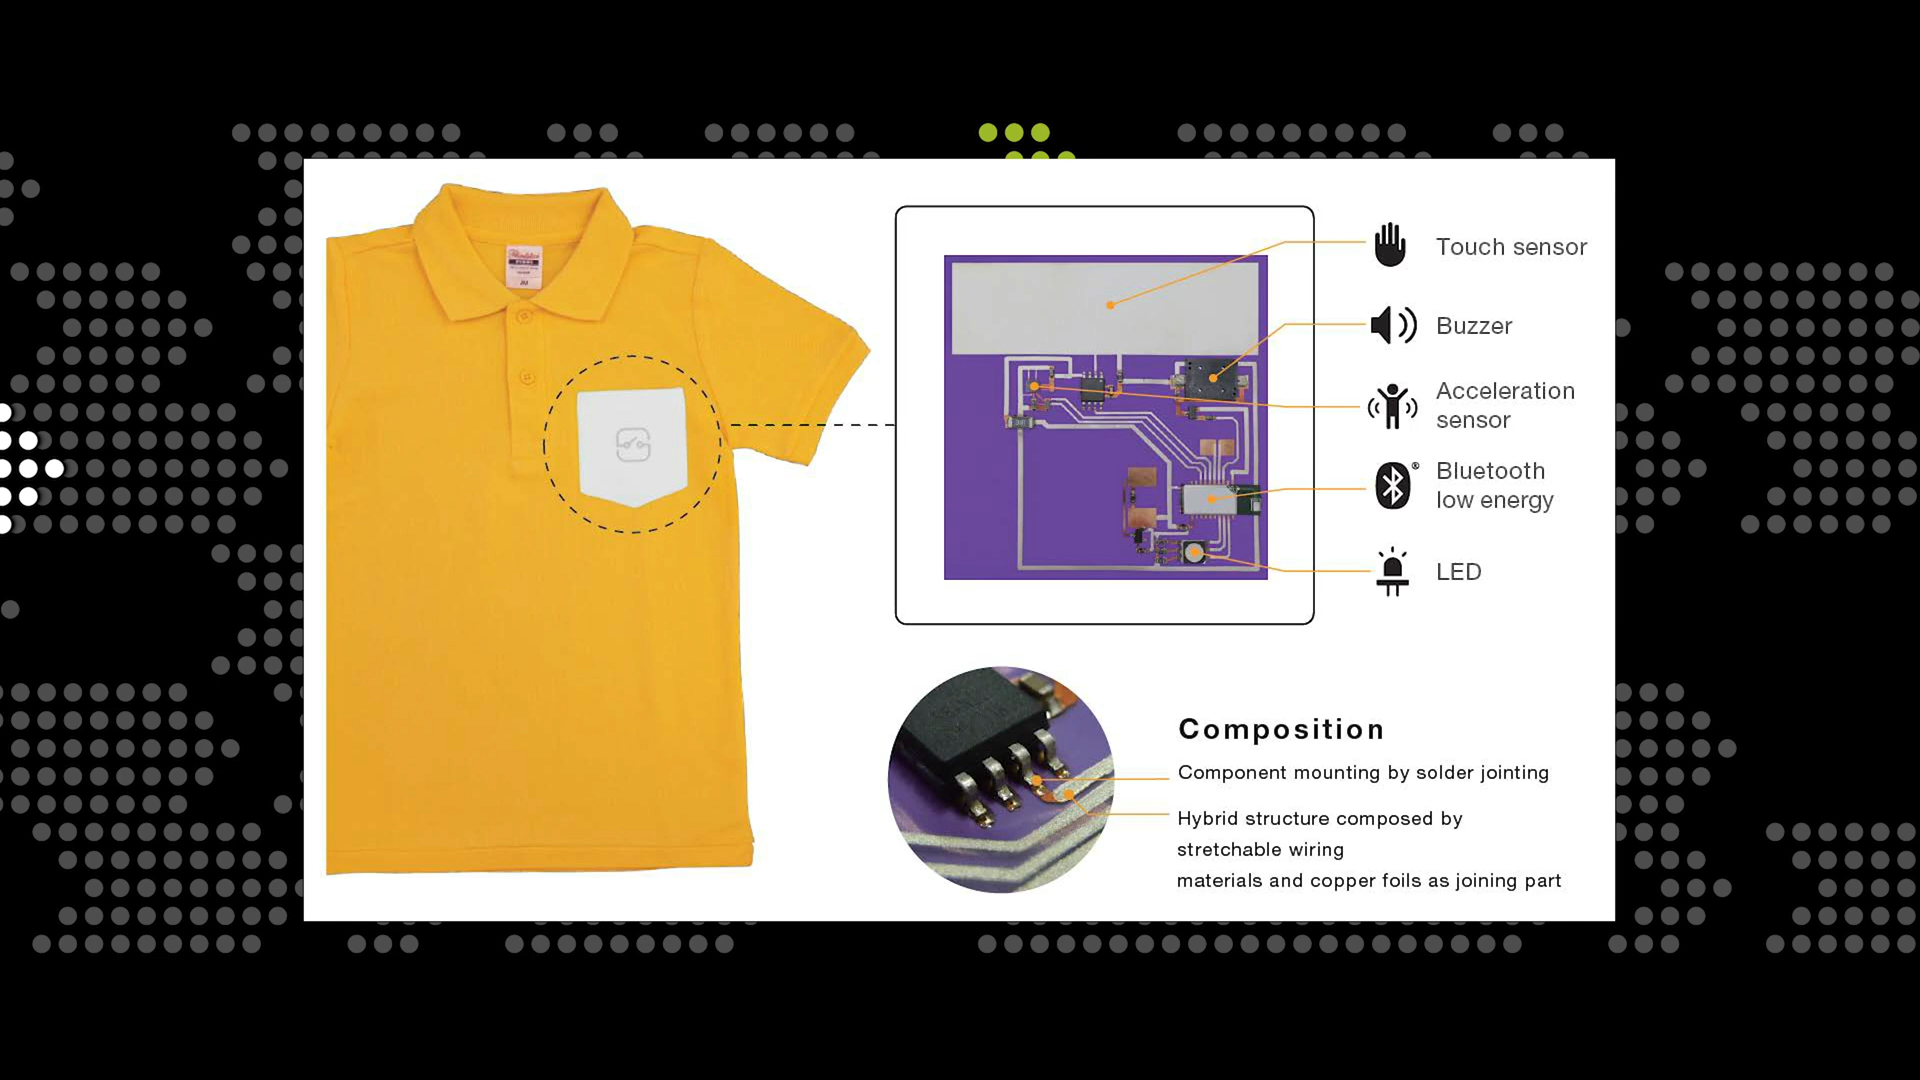 Touch sensor
Buzzer
Acceleration
sensor
®
Bluetooth
low energy
LED
Composition
Component mounting by solder jointing
Hybrid structure composed by
stretchable wiring
materials and copper foils as joining part